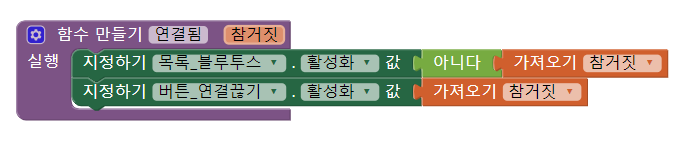 함수 만들기 연결됨 참거짓
실행 지정하기 목록_블루투스 . 활성화 값 아니다 가져오기 참거짓
지정하기 버튼_연결끊기 . 활성화 값 가져오기 참거짓